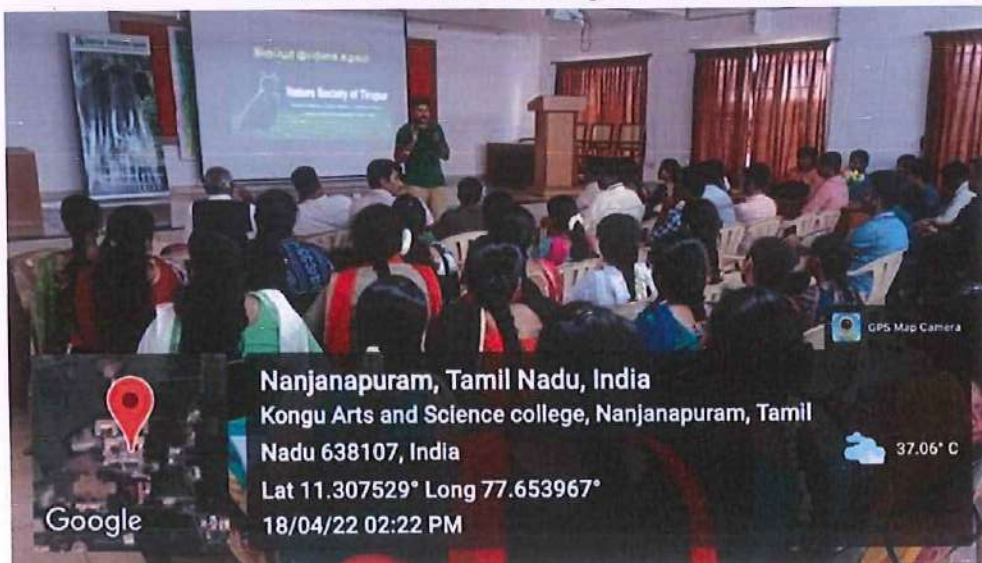 Nature Society of Tirupur
GPS Map Camera
Nanjanapuram, Tamil Nadu, India
Kongu Arts and Science college, Nanjanapuram, Tamil
Nadu 638107, India
37.06° C
Lat 11.307529° Long 77.653967°
18/04/22 02:22 PM
Google